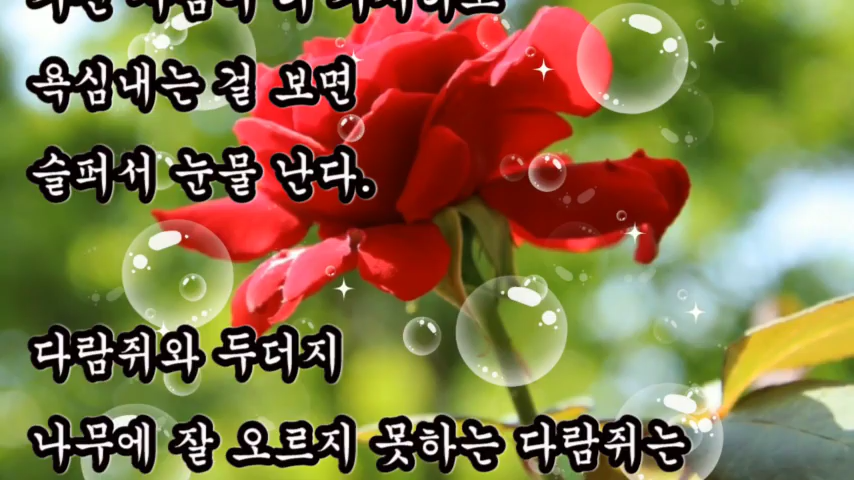 욕심내는 걸 보면
슬퍼서 눈물 난다.
다람쥐와 두더지
나무에 잘 오르지 못하는 다람쥐는